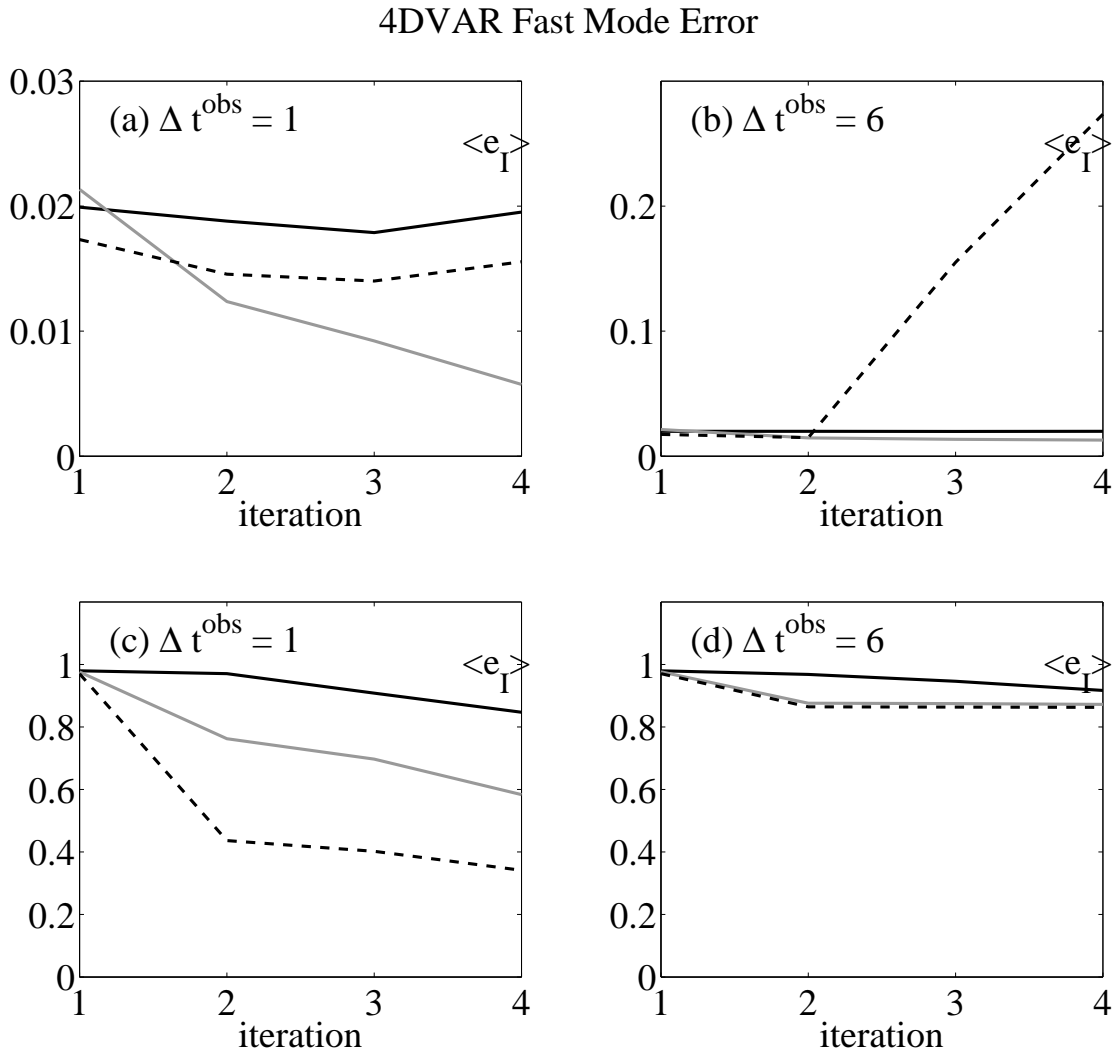 4DVAR Fast Mode Error
(a) Δ t^obs = 1
<e_I>
0.03
0.02
0.01
0
1 2 3 4
iteration
(b) Δ t^obs = 6
<e_I>
0.2
0.1
0
1 2 3 4
iteration
(c) Δ t^obs = 1
<e_I>
1
0.8
0.6
0.4
0.2
0
1 2 3 4
iteration
(d) Δ t^obs = 6
<e_I>
1
0.8
0.6
0.4
0.2
0
1 2 3 4
iteration